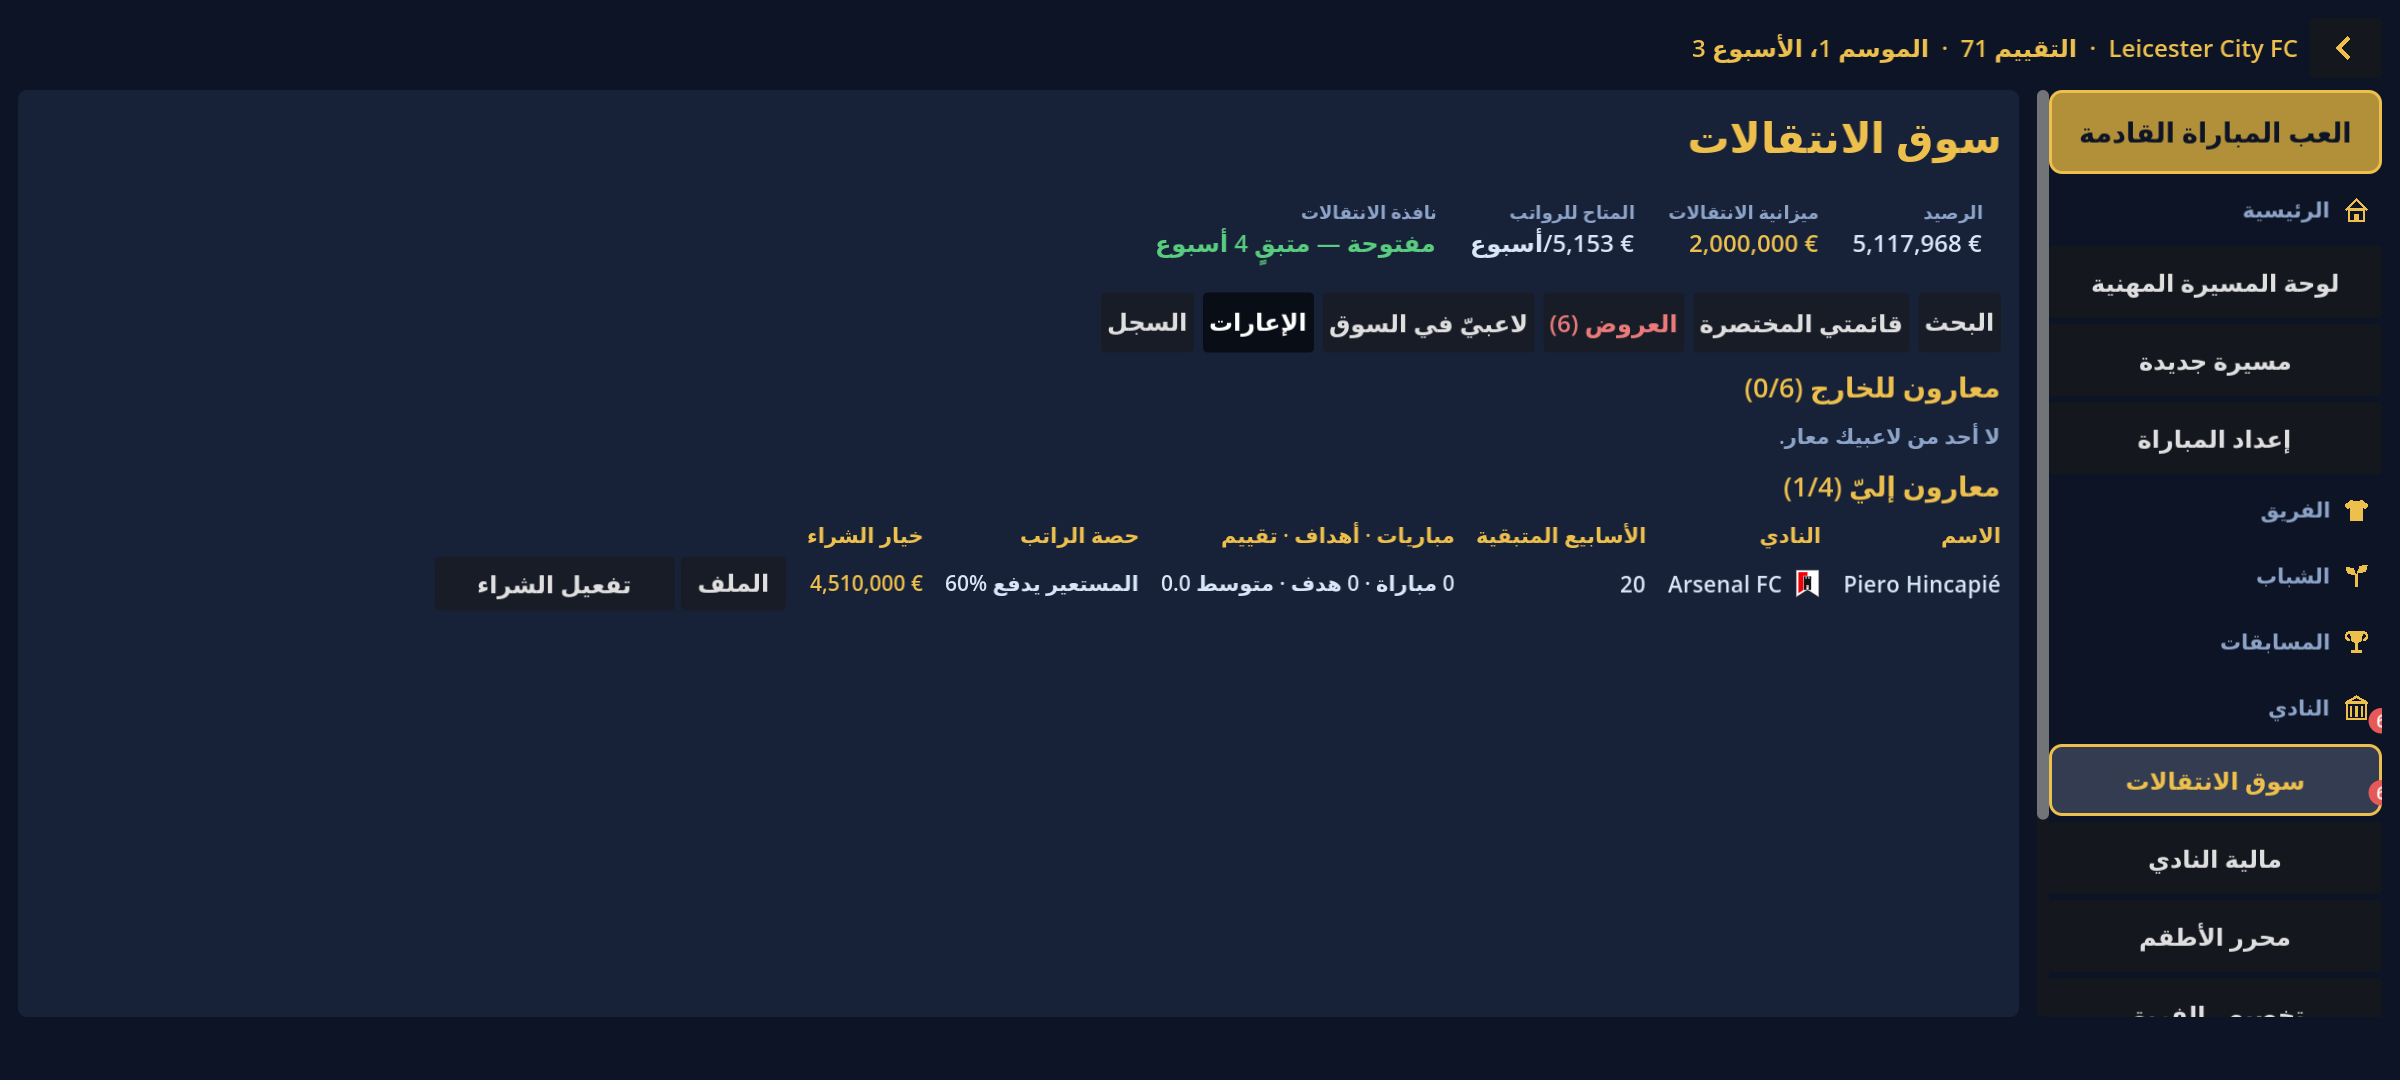 Leicester City FC · التقييم 71 · الموسم 1، الأسبوع 3
العب المباراة القادمة
الرئيسية
لوحة المسيرة المهنية
مسيرة جديدة
إعداد المباراة
الفريق
الشباب
المسابقات
النادي
سوق الانتقالات
مالية النادي
محرر الأطقم
سوق الانتقالات
الرصيد ميزانية الانتقالات المتاح للرواتب نافذة الانتقالات
5,117,968 € 2,000,000 € 5,153 €/أسبوع مفتوحة — متبقٍ 4 أسبوع
البحث قائمتي المختصرة العروض (6) لاعبيّ في السوق الإعارات السجل
معارون للخارج (0/6)
لا أحد من لاعبيك معار.
معارون إليّ (1/4)
الاسم النادي الأسابيع المتبقية مباريات · أهداف · تقييم حصة الراتب خيار الشراء
Piero Hincapié Arsenal FC 20 0 مباراة · 0 هدف · متوسط 0.0 المستعير يدفع 60% 4,510,000 € الملف تفعيل الشراء